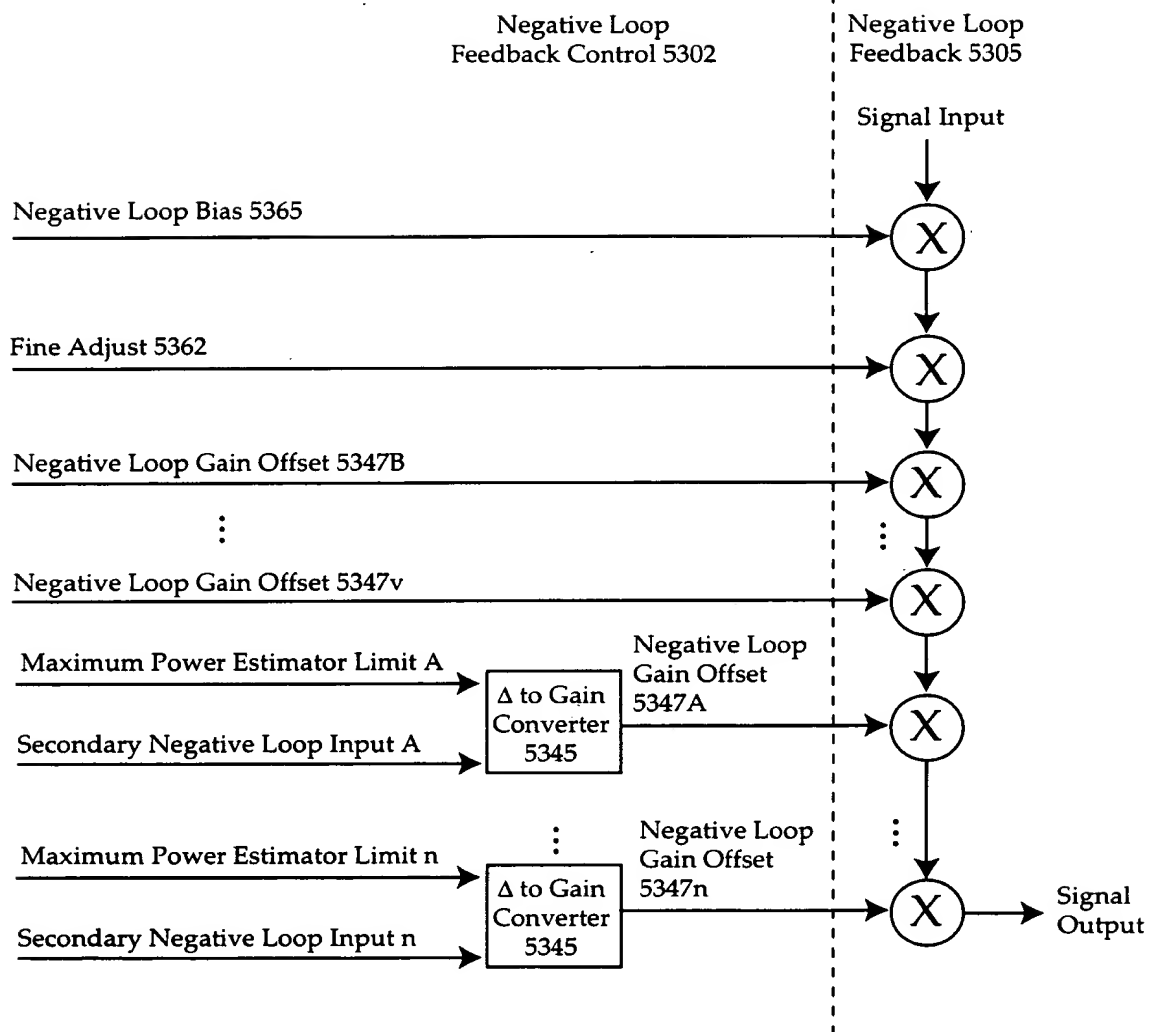 Negative Loop
Feedback Control 5302
Negative Loop
Feedback 5305
Signal Input
Negative Loop Bias 5365
X
Fine Adjust 5362
X
Negative Loop Gain Offset 5347B
X
Negative Loop Gain Offset 5347v
X
Maximum Power Estimator Limit A
Secondary Negative Loop Input A
Δ to Gain
Converter
5345
Negative Loop
Gain Offset
5347A
X
Maximum Power Estimator Limit n
Secondary Negative Loop Input n
Δ to Gain
Converter
5345
Negative Loop
Gain Offset
5347n
X
Signal
Output